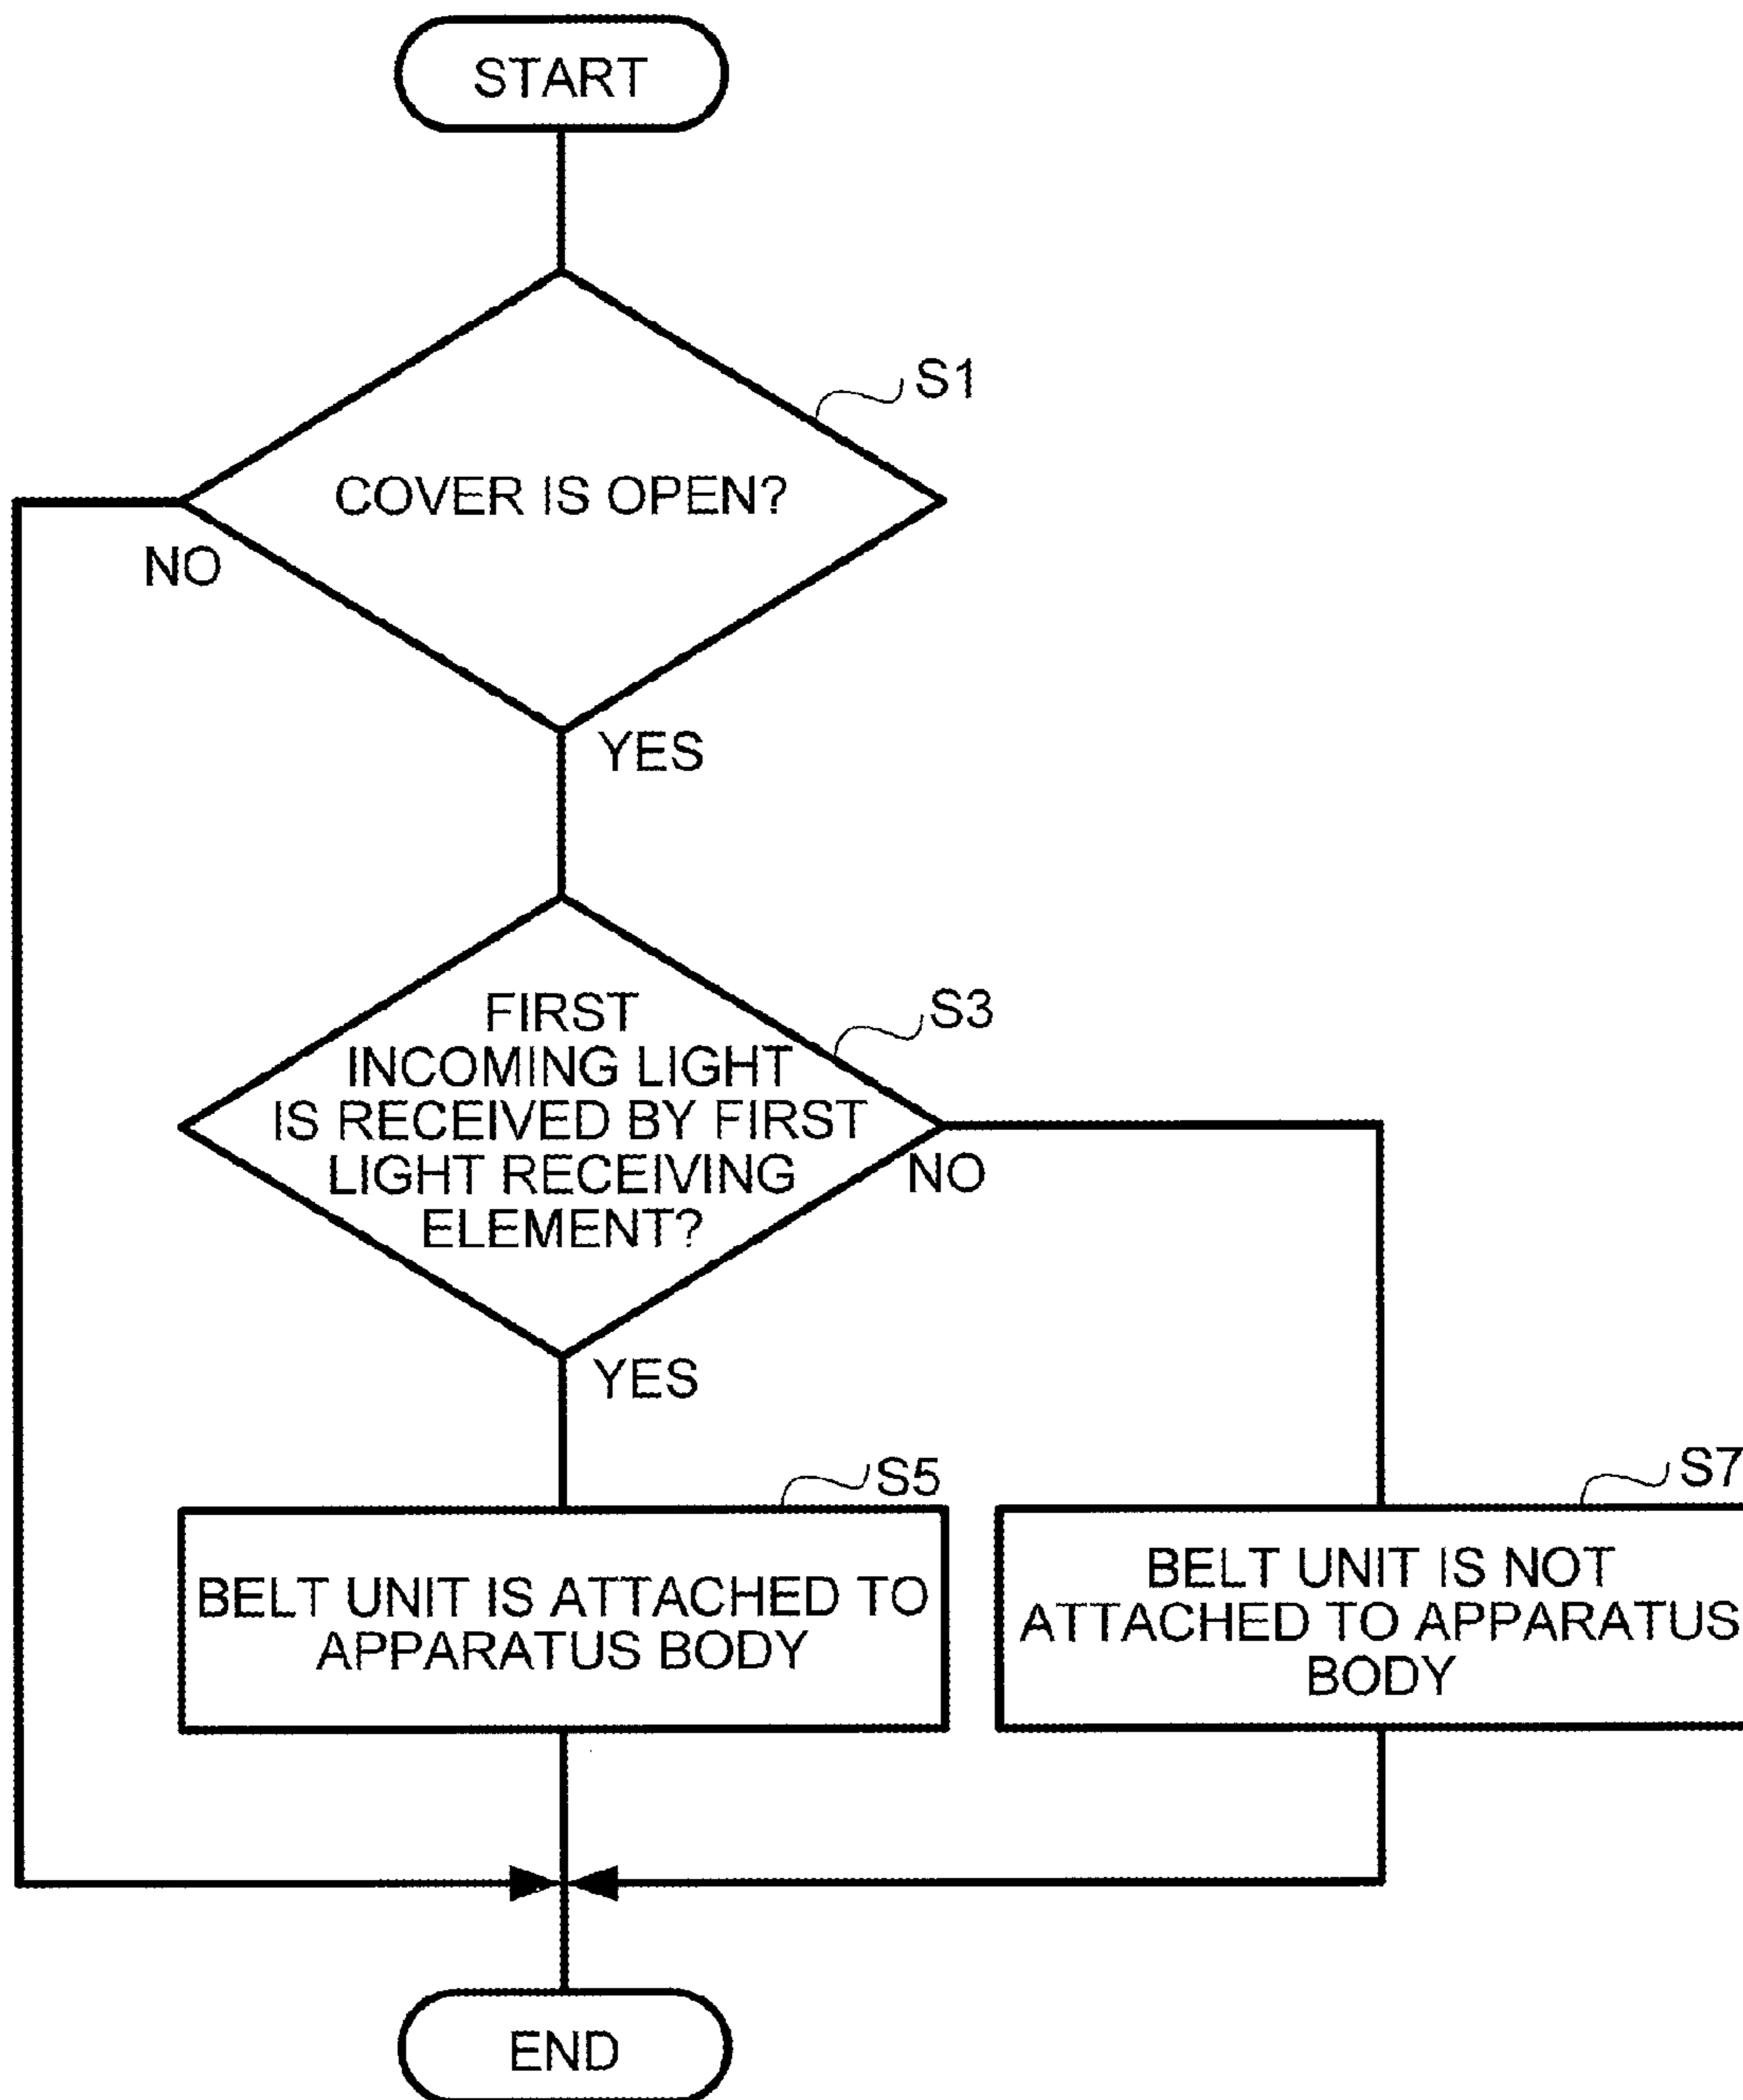 START
S1
COVER IS OPEN?
NO
YES
S3
FIRST
INCOMING LIGHT
IS RECEIVED BY FIRST
LIGHT RECEIVING
ELEMENT?
NO
YES
S5
S7
BELT UNIT IS ATTACHED TO
APPARATUS BODY
BELT UNIT IS NOT
ATTACHED TO APPARATUS
BODY
END